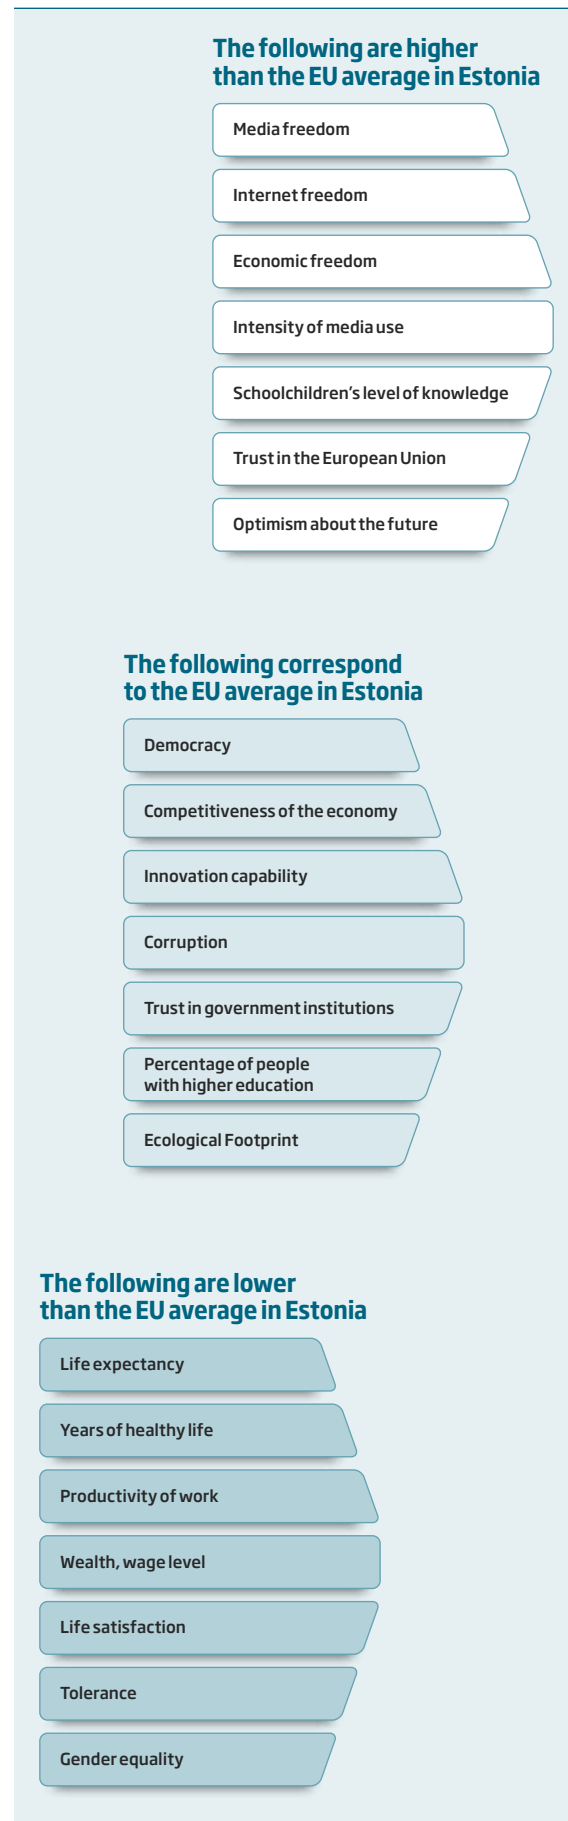 The following are higher
than the EU average in Estonia
Media freedom
Internet freedom
Economic freedom
Intensity of media use
Schoolchildren's level of knowledge
Trust in the European Union
Optimism about the future
The following correspond
to the EU average in Estonia
Democracy
Competitiveness of the economy
Innovation capability
Corruption
Trust in government institutions
Percentage of people
with higher education
Ecological Footprint
The following are lower
than the EU average in Estonia
Life expectancy
Years of healthy life
Productivity of work
Wealth, wage level
Life satisfaction
Tolerance
Gender equality